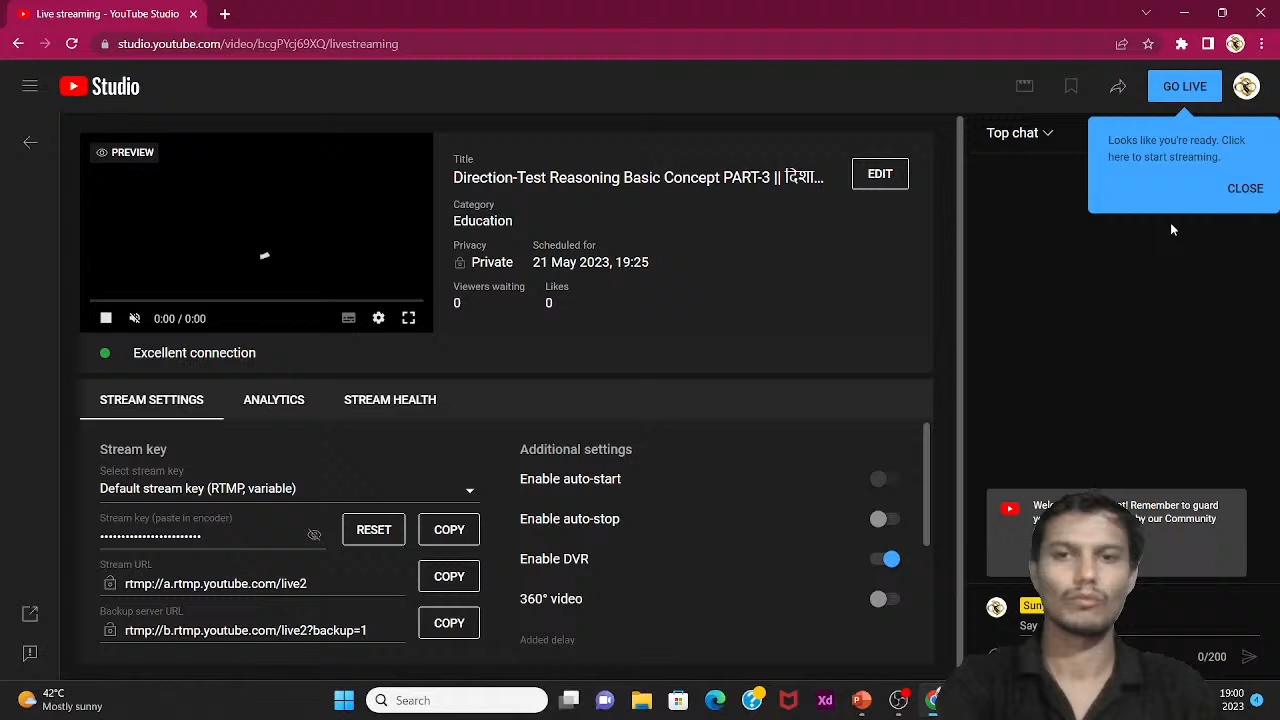 Live streaming - YouTube Studio
studio.youtube.com/video/bcgPYcj69XQ/livestreaming
Studio
GO LIVE
PREVIEW
Title
Direction-Test Reasoning Basic Concept PART-3 || दिशा...
EDIT
Category
Education
Privacy
Scheduled for
Private
21 May 2023, 19:25
Viewers waiting
Likes
0
0
0:00 / 0:00
Excellent connection
Top chat
Looks like you're ready. Click
here to start streaming.
CLOSE
STREAM SETTINGS
ANALYTICS
STREAM HEALTH
Stream key
Select stream key
Default stream key (RTMP, variable)
Stream key (paste in encoder)
••••••••••••••••••••••••
RESET
COPY
Stream URL
rtmp://a.rtmp.youtube.com/live2
COPY
Backup server URL
rtmp://b.rtmp.youtube.com/live2?backup=1
COPY
Additional settings
Enable auto-start
Enable auto-stop
Enable DVR
360° video
Added delay
Remember to guard
by our Community
Say
0/200
42°C
Mostly sunny
Search
Xd
19:00
2023
4